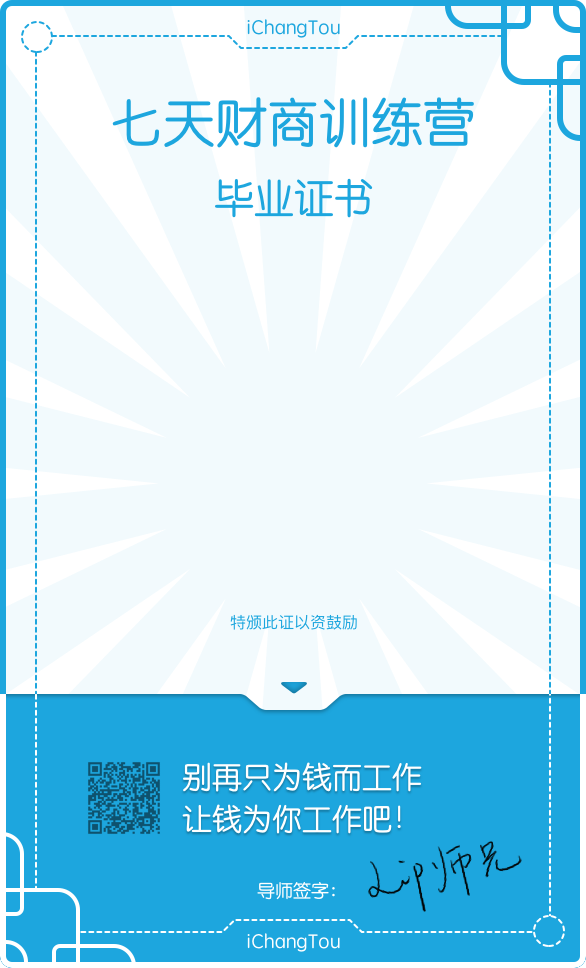 iChangTou
七天财商训练营
毕业证书
特颁此证以资鼓励
别再只为钱而工作
让钱为你工作吧!
导师签字: Lip师兄
iChangTou